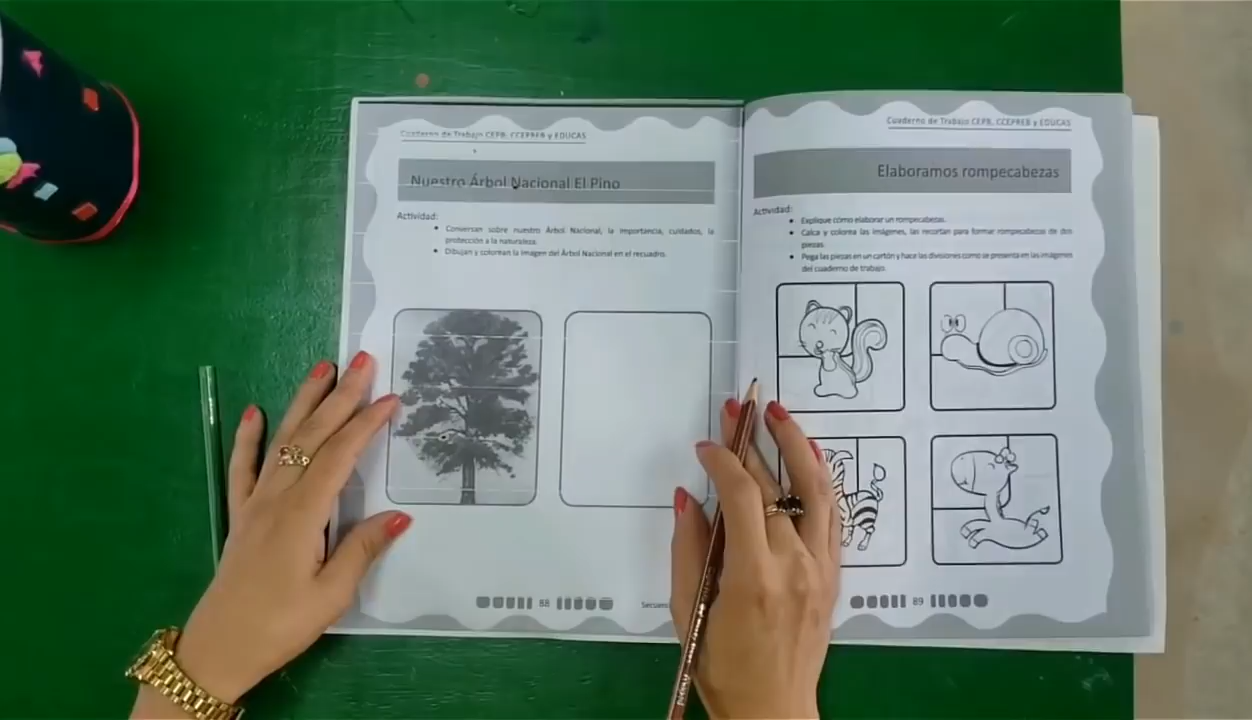 Cuaderno de Trabajo CEPB, CCEPREB y EDUCAS
Nuestro Árbol Nacional El Pino
Actividad:
• Conversan sobre nuestro Árbol Nacional, la importancia, cuidados, la
protección a la naturaleza.
• Dibujan y colorean la imagen del Árbol Nacional en el recuadro.
88
Secuenc
Cuaderno de Trabajo CEPB, CCEPREB y EDUCAS
Elaboramos rompecabezas
Actividad:
• Explique cómo elaborar un rompecabezas.
• Calca y colorea las imágenes, las recortan para formar rompecabezas de dos
piezas.
• Pega las piezas en un cartón y hace las divisiones como se presenta en las imágenes
del cuaderno de trabajo.
89